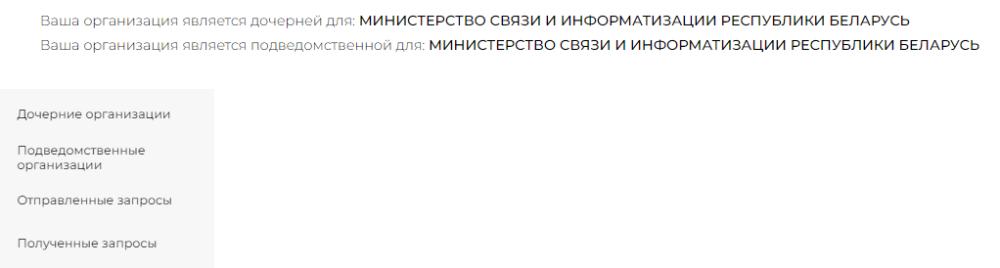 Ваша организация является дочерней для: МИНИСТЕРСТВО СВЯЗИ И ИНФОРМАТИЗАЦИИ РЕСПУБЛИКИ БЕЛАРУСЬ
Ваша организация является подведомственной для: МИНИСТЕРСТВО СВЯЗИ И ИНФОРМАТИЗАЦИИ РЕСПУБЛИКИ БЕЛАРУСЬ
Дочерние организации
Подведомственные
организации
Отправленные запросы
Полученные запросы